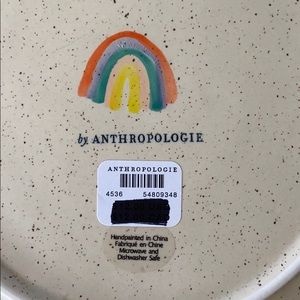 by ANTHROPOLOGIE
ANTHROPOLOGIE
4536 54809348
Handpainted in China
Fabriqué en Chine
Microwave and
Dishwasher Safe